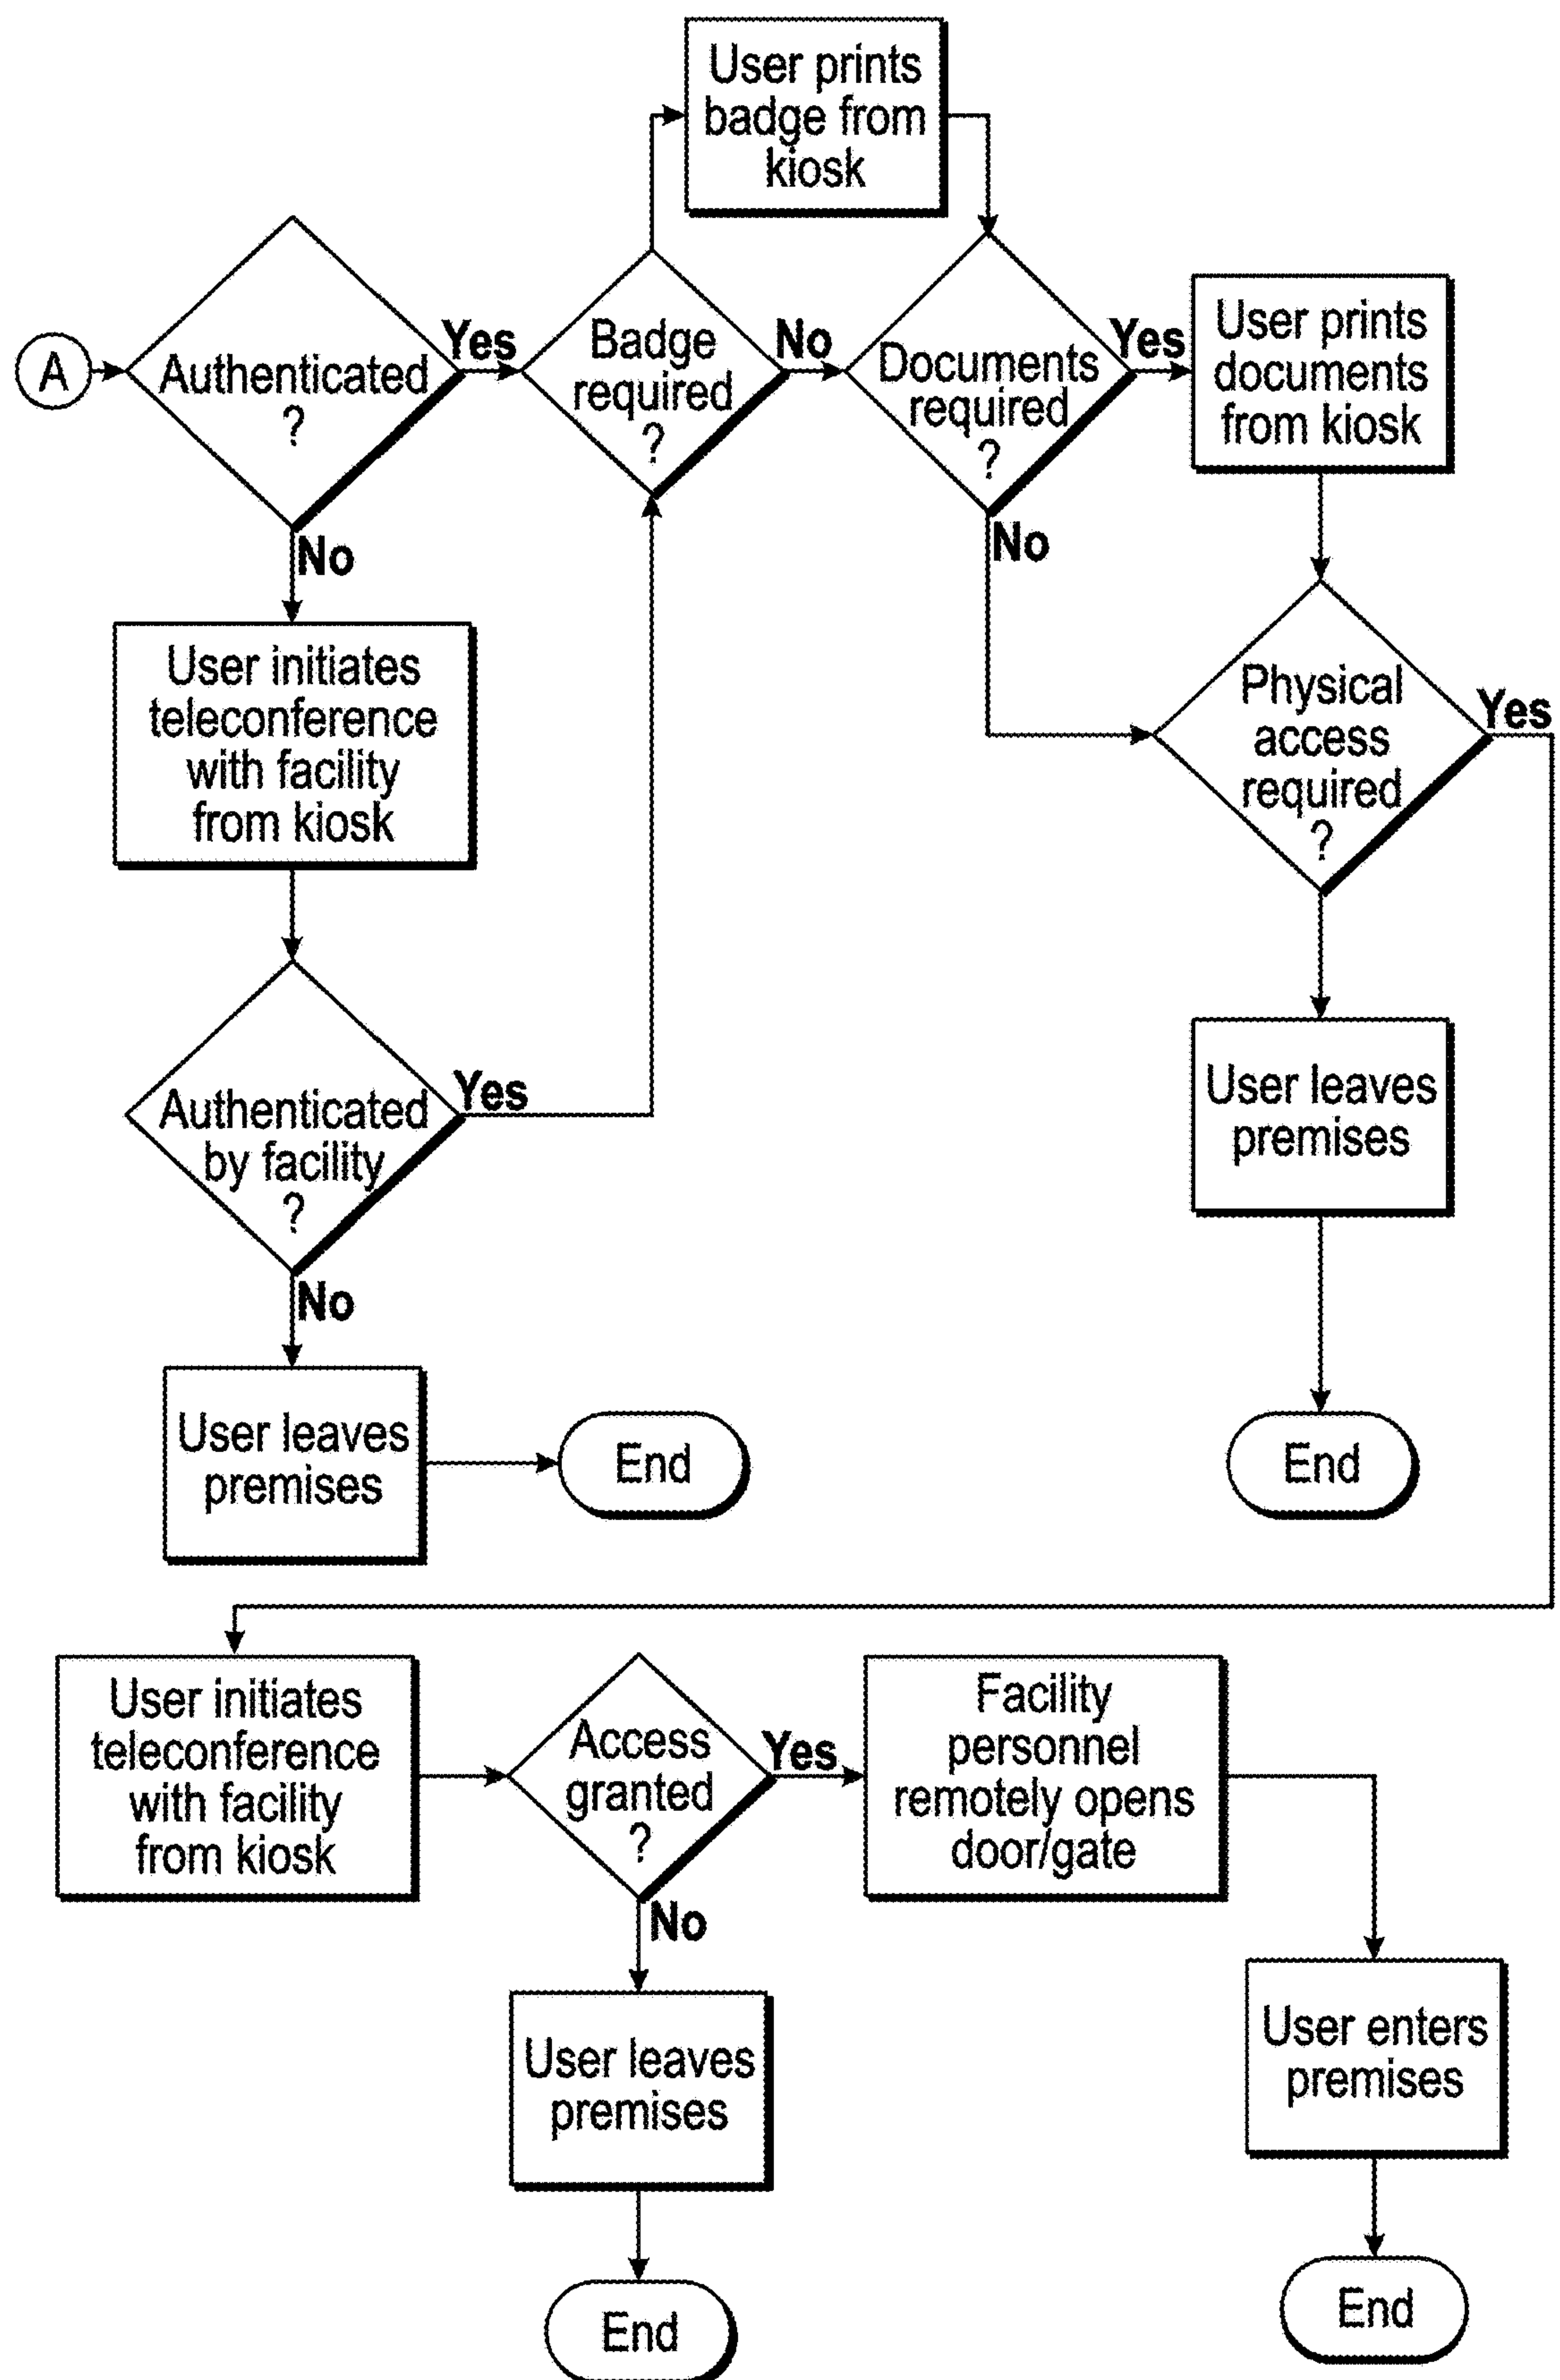 User prints
badge from
kiosk
A
Authenticated
?
Yes
No
Badge
required
?
No
Documents
required
?
Yes
No
User prints
documents
from kiosk
User initiates
teleconference
with facility
from kiosk
Physical
access
required
?
Yes
Authenticated
by facility
?
Yes
No
User leaves
premises
User leaves
premises
End
End
User initiates
teleconference
with facility
from kiosk
Access
granted
?
Yes
No
Facility
personnel
remotely opens
door/gate
User leaves
premises
User enters
premises
End
End